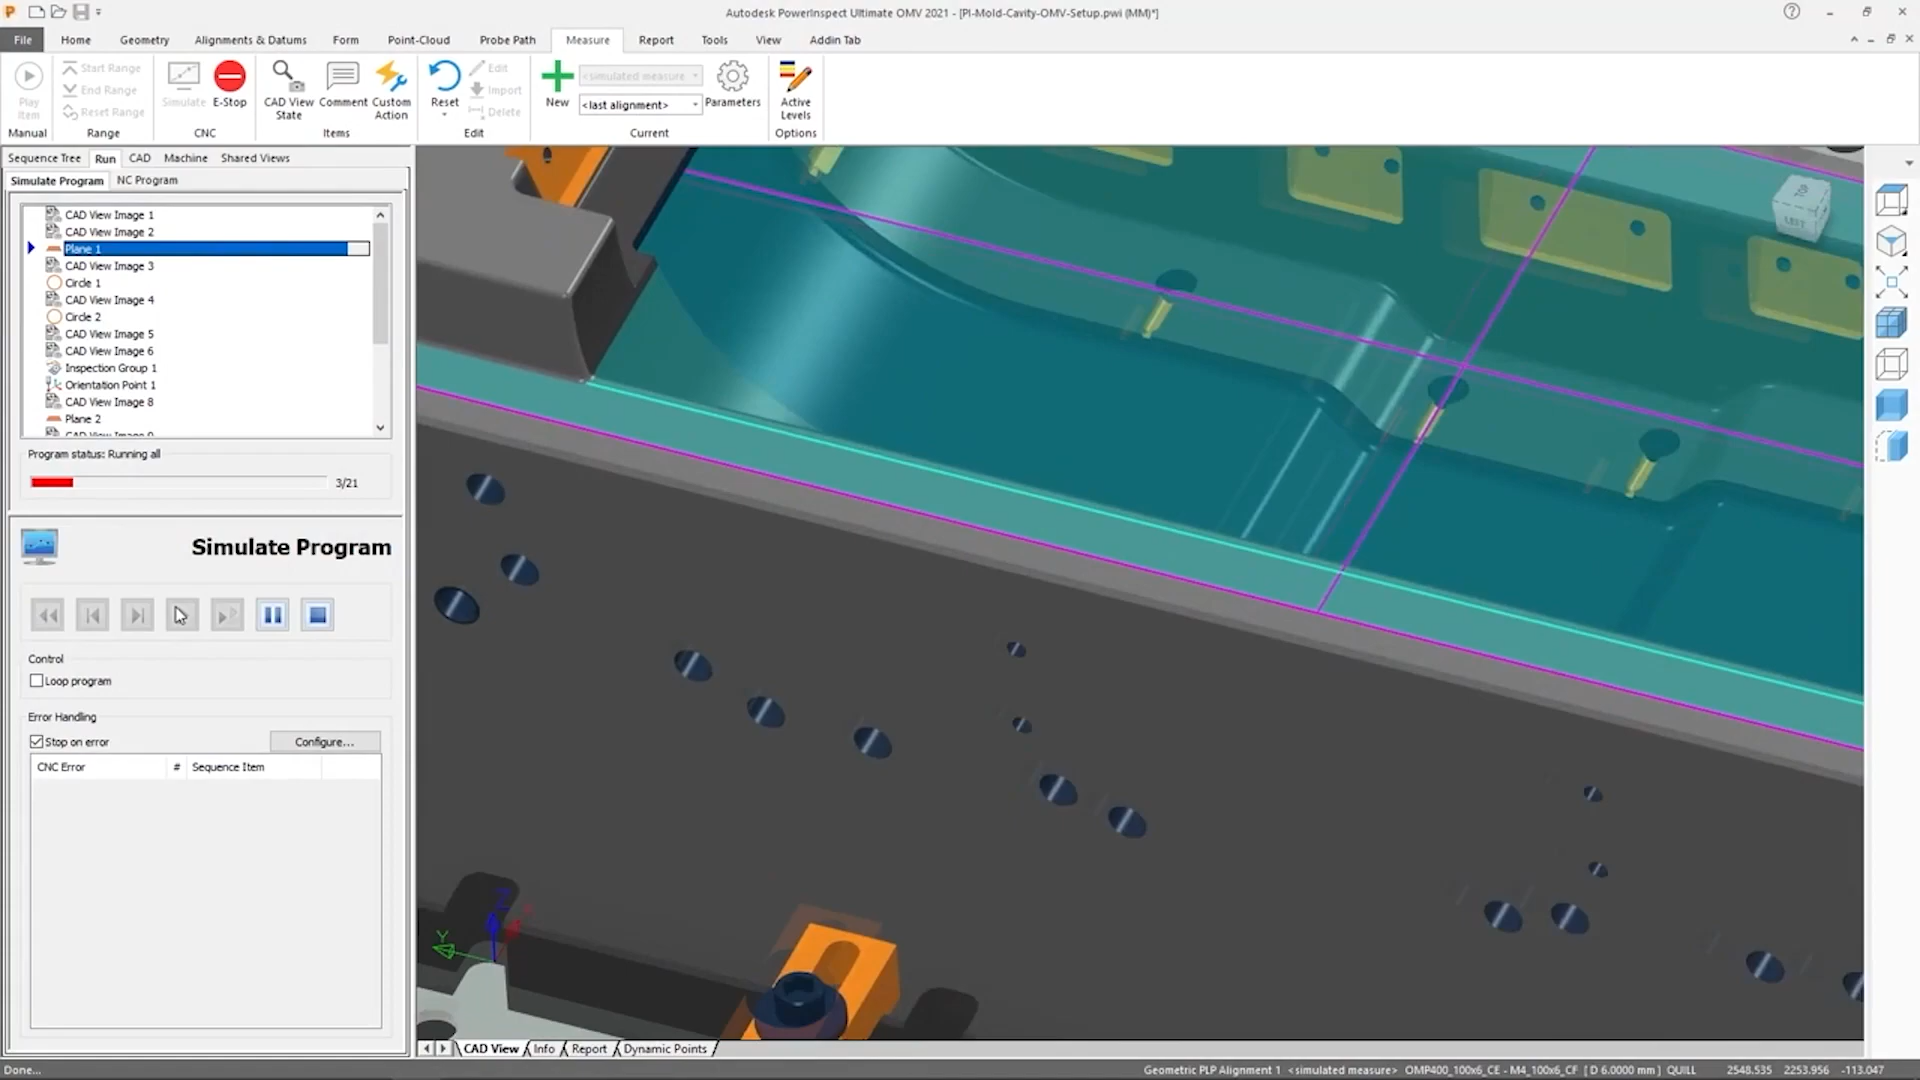 Autodesk PowerInspect Ultimate OMV 2021 - [PI-Mold-Cavity-OMV-Setup.pwi (MM)*]
File Home Geometry Alignments & Datums Form Point-Cloud Probe Path Measure Report Tools View Addin Tab
Play Item
Manual
Start Range
End Range
Reset Range
Range
Simulate
E-Stop
CNC
CAD View State
Comment
Custom Action
Items
Reset
Edit
Import
Delete
Edit
New
<simulated measure
<last alignment>
Parameters
Current
Active Levels
Options
Sequence Tree Run CAD Machine Shared Views
Simulate Program NC Program
CAD View Image 1
CAD View Image 2
Plane 1
CAD View Image 3
Circle 1
CAD View Image 4
Circle 2
CAD View Image 5
CAD View Image 6
Inspection Group 1
Orientation Point 1
CAD View Image 8
Plane 2
Program status: Running all
3/21
Simulate Program
Control
Loop program
Error Handling
Stop on error
Configure...
CNC Error # Sequence Item
Z
Y
CAD View Info Report Dynamic Points
Done... Geometric PLP Alignment 1 <simulated measure> OMP400_100x6_CE - M4_100x6_CF [ D 6.0000 mm ] QUILL 2548.535 2253.956 -113.047